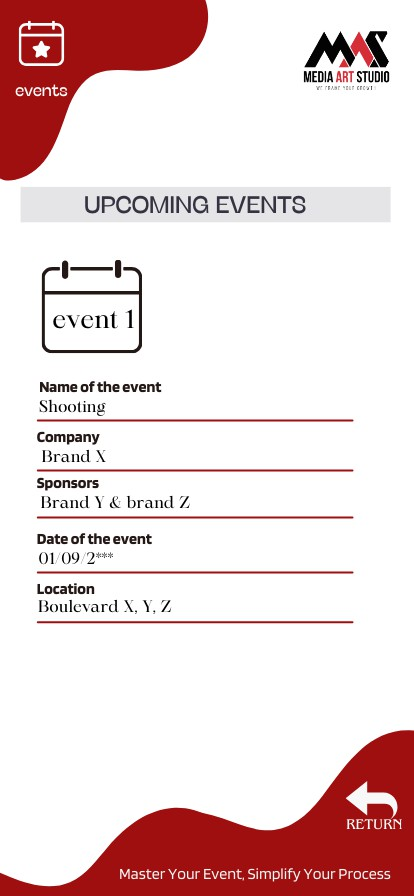 events
MAS
MEDIA ART STUDIO
WE FRAME YOUR GROWTH
UPCOMING EVENTS
event 1
Name of the event
Shooting
Company
Brand X
Sponsors
Brand Y & brand Z
Date of the event
01/09/2***
Location
Boulevard X, Y, Z
RETURN
Master Your Event, Simplify Your Process